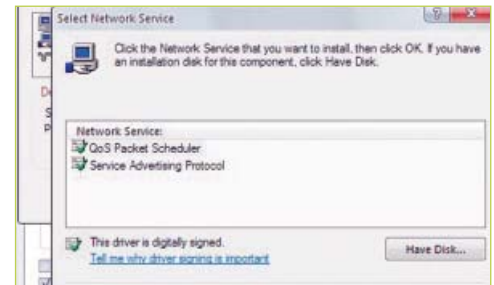 Select Network Service
Click the Network Service that you want to install, then click OK. If you have
an installation disk for this component, click Have Disk.
Network Service:
QoS Packet Scheduler
Service Advertising Protocol
This driver is digitally signed.
Tell me why driver signing is important
Have Disk...